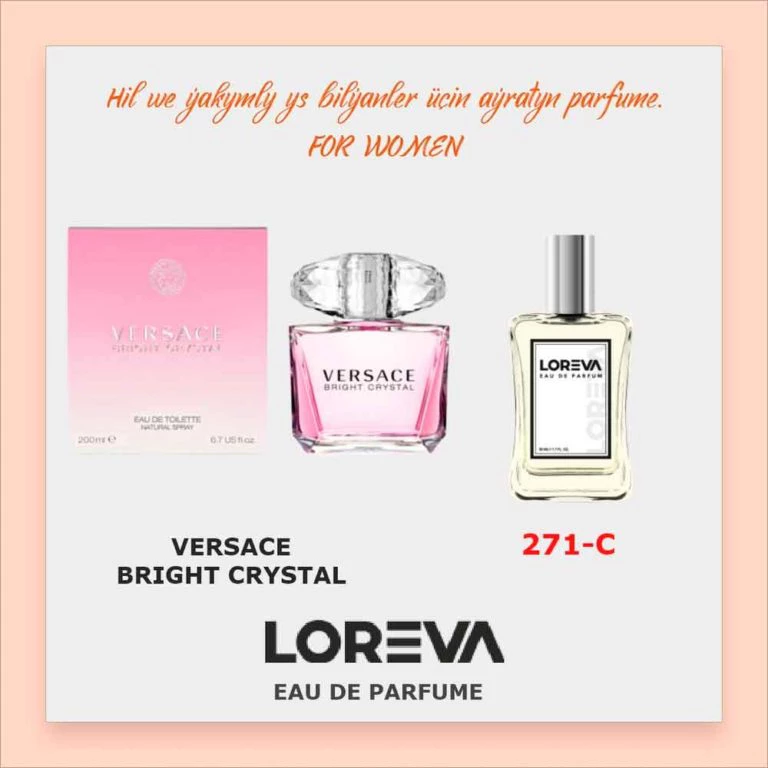 Hil we ýakymly ys bilýanler üçin aýratyn parfume.
FOR WOMEN
VERSACE
BRIGHT CRYSTAL
EAU DE TOILETTE
NATURAL SPRAY
200ml e
6.7 US fl.oz.
VERSACE
BRIGHT CRYSTAL
LOREVA
EAU DE PARFUM
LOREVA
VERSACE
BRIGHT CRYSTAL
271-C
LOREVA
EAU DE PARFUME